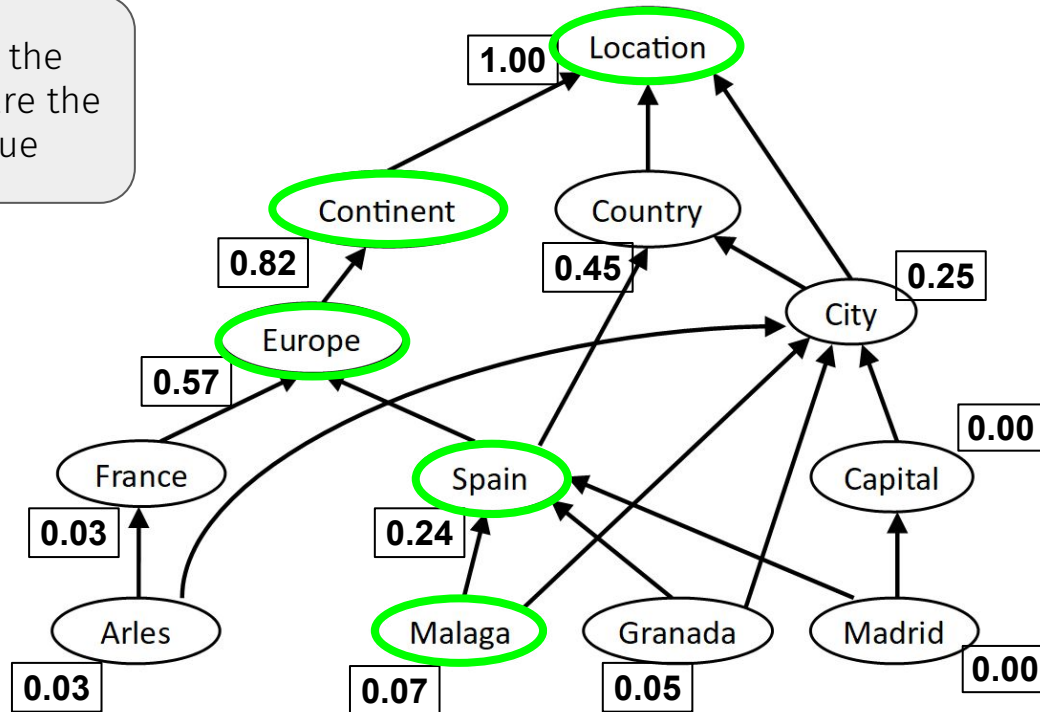 the
re the
ue
Location
1.00
Continent
Country
0.82
0.45
0.25
City
Europe
0.57
0.00
France
Spain
Capital
0.03
0.24
Arles
Malaga
Granada
Madrid
0.03
0.07
0.05
0.00